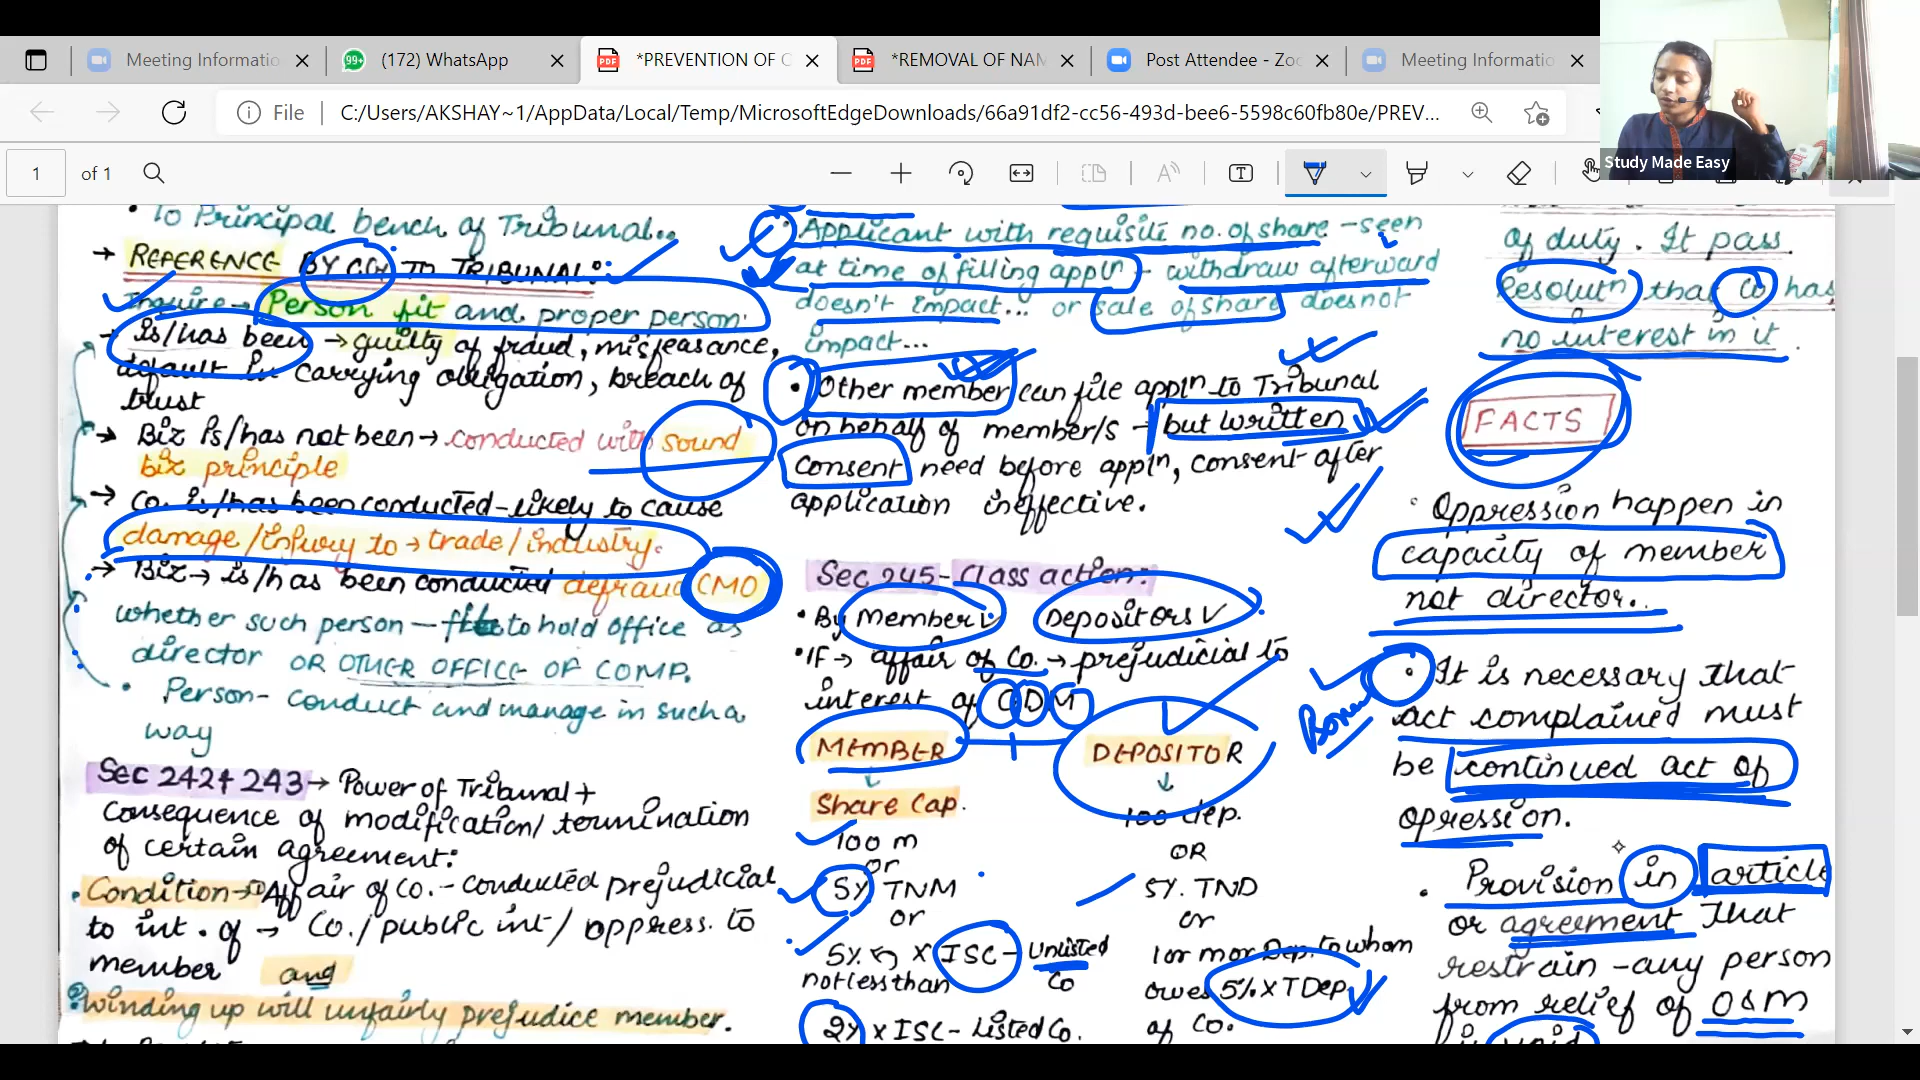 Meeting Informatio
(172) WhatsApp
*PREVENTION OF O
*REMOVAL OF NAM
Post Attendee - Zoo
Meeting Informatio
File
C:/Users/AKSHAY~1/AppData/Local/Temp/MicrosoftEdgeDownloads/66a91df2-cc56-493d-bee6-5598c60fb80e/PREV...
Study Made Easy
1 of 1
• To Principal bench of Tribunal..
→ REFERENCE BY CG TO TRIBUNAL:
Inquire → Person fit and proper person.
→ is/has been → guilty of fraud, misfeasance,
default in carrying obligation, breach of
trust
→ Biz is/has not been → conducted with sound
biz principle
→ Co. is/has been conducted - likely to cause
damage/injury to → trade/industry.
→ Biz → is/has been conducted defraud CMO
whether such person - fit to hold office as
director OR OTHER OFFICE OF COMP.
• Person - conduct and manage in such a
way
Sec 242+243 → Power of Tribunal +
consequence of modification/termination
of certain agreement:
• Condition → ① Affair of Co. - conducted prejudicial
to int. of → Co./public int/oppress. to
member and
② winding up will unfairly prejudice member.
• Applicant with requisite no. of share - seen
at time of filling appln - withdraw afterward
doesn't impact... or sale of share does not
impact...
• Other member can file appln to Tribunal
on behalf of member/s - but written
consent need before appln, consent after
application ineffective.
Sec 245 - Class action:
• By Member ✓ Depositors ✓
• IF → affair of Co. → prejudicial to
interest of C D M
MEMBER DEPOSITOR
↓ ↓
Share Cap.
100 m 100 dep.
or OR
5% TNM 5% TND
or or
5% x ISC - Unlisted 1 or mor Dep. to whom
not less than Co owes 5% x T Dep
2% x ISC - Listed Co. of Co.
of duty. It pass
Resolutn that Co has
no interest in it.
FACTS
• Oppression happen in
capacity of member
not director..
• It is necessary that
act complained must
be continued act of
opression.
• Provision in article
or agreement that
restrain - any person
from relief of O&M
is void